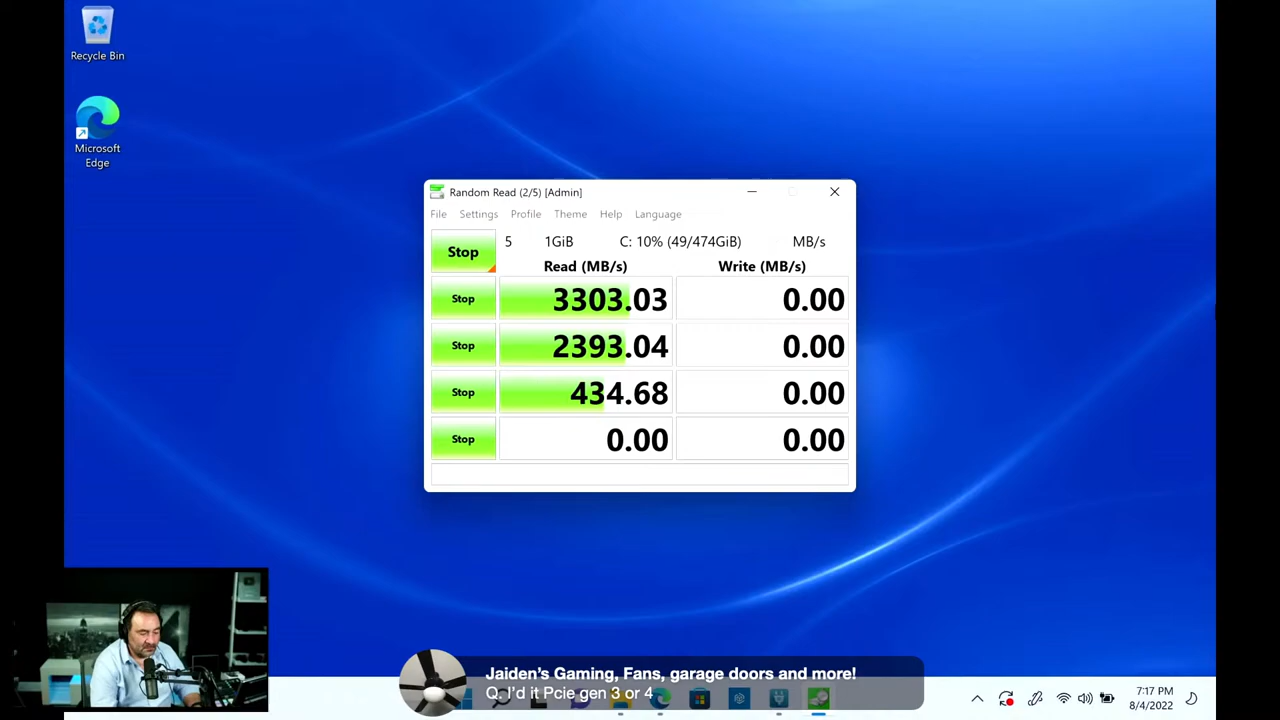 Recycle Bin
Microsoft
Edge
Random Read (2/5) [Admin]
File Settings Profile Theme Help Language
Stop 5 1GiB C: 10% (49/474GiB) MB/s
Read (MB/s) Write (MB/s)
Stop 3303.03 0.00
Stop 2393.04 0.00
Stop 434.68 0.00
Stop 0.00 0.00
Jaiden's Gaming, Fans, garage doors and more!
Q. I'd it Pcie gen 3 or 4
7:17 PM
8/4/2022